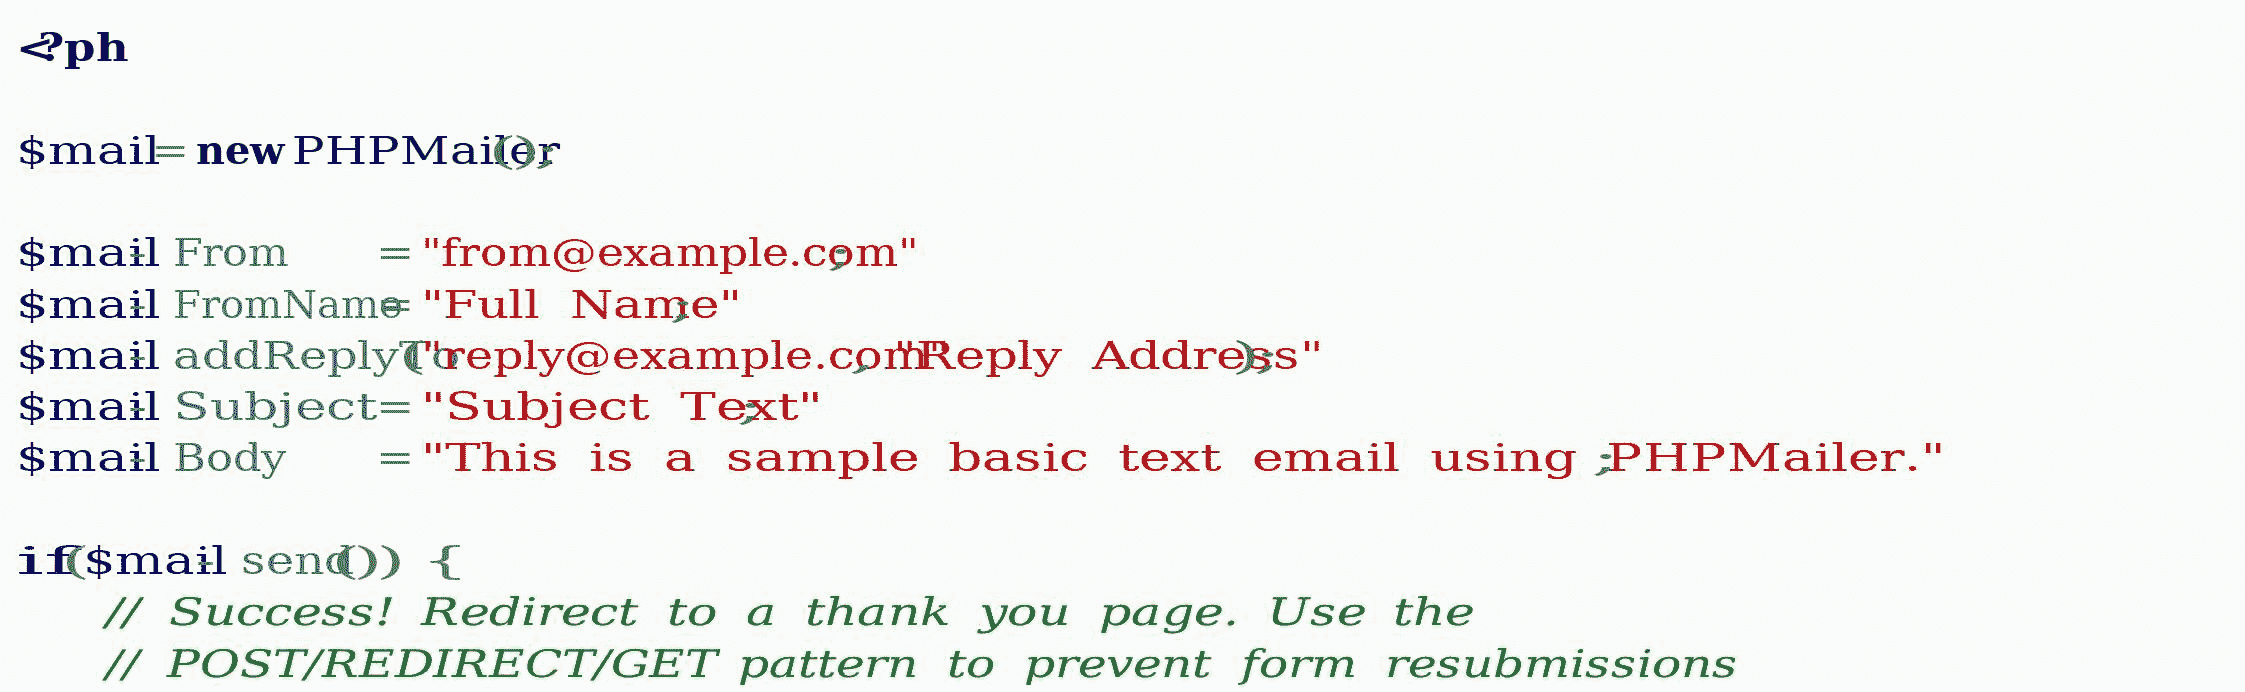 <?ph
$mail= new PHPMailer();
$mail- From = "from@example.com";
$mail- FromName= "Full Name";
$mail- addReplyTo("reply@example.com", "Reply Address");
$mail- Subject= "Subject Text";
$mail- Body = "This is a sample basic text email using PHPMailer.";
if($mail- send()) {
// Success! Redirect to a thank you page. Use the
// POST/REDIRECT/GET pattern to prevent form resubmissions